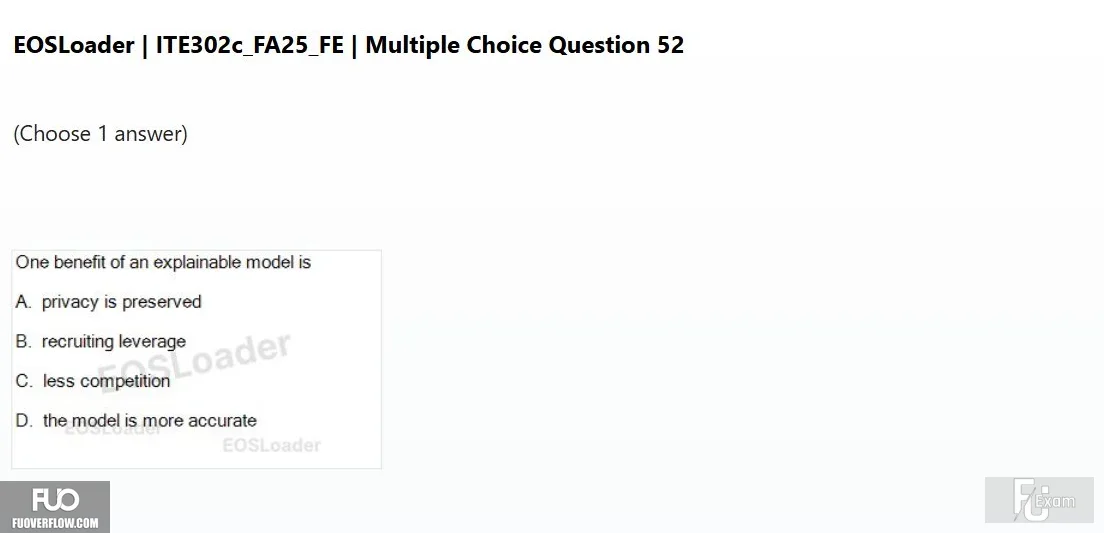 EOSLoader | ITE302c_FA25_FE | Multiple Choice Question 52
(Choose 1 answer)
One benefit of an explainable model is
A. privacy is preserved
B. recruiting leverage
EOSLoader
C. less competition
D. the model is more accurate
EOSLoader
EOSLoader
FUO
FUOVERFLOW.COM
FU Exam